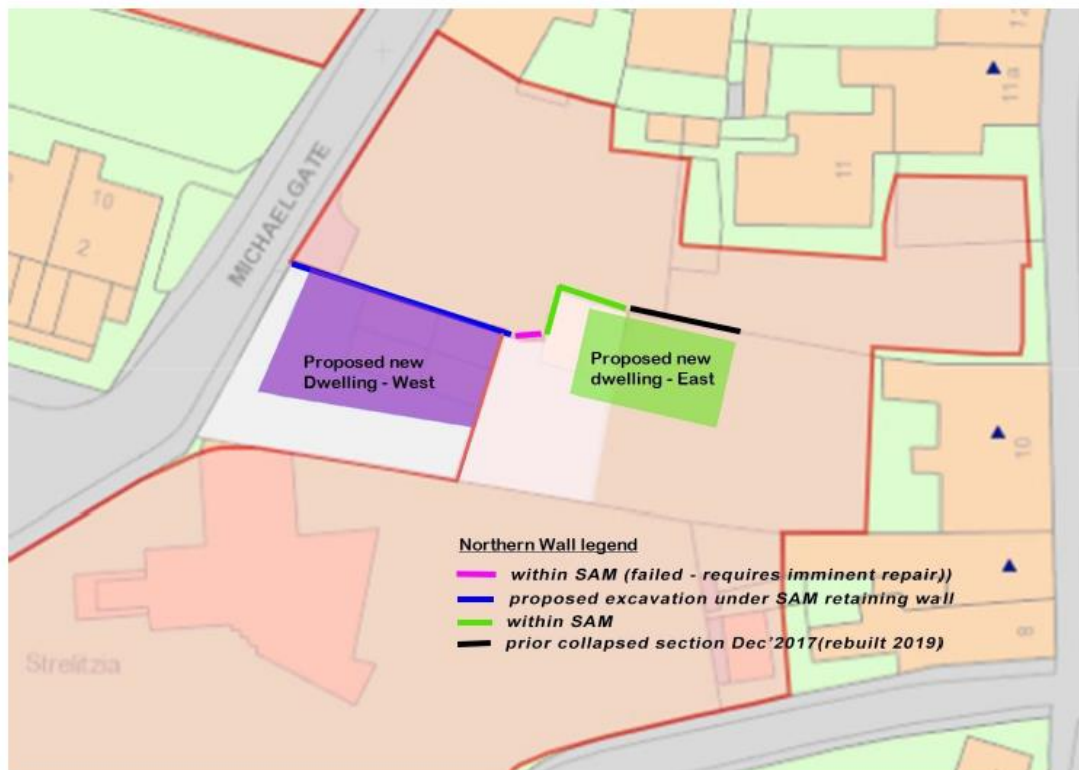 12
11a
11
10
2
MICHAELGATE
Proposed new
Dwelling - West
Proposed new
dwelling - East
10
Northern Wall legend
within SAM (failed - requires imminent repair))
proposed excavation under SAM retaining wall
within SAM
prior collapsed section Dec'2017(rebuilt 2019)
8
Strelitzia